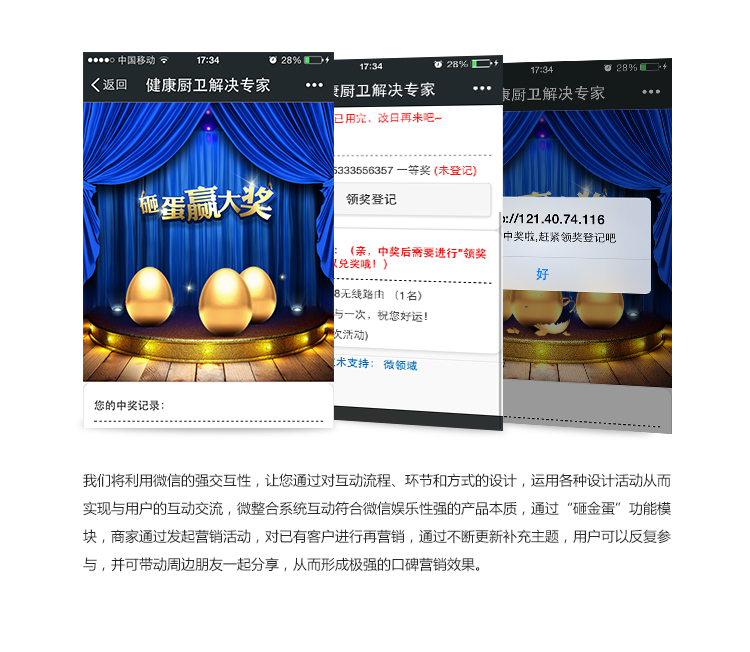 中国移动 17:34 28%
返回 健康厨卫解决专家
砸蛋赢大奖
您的中奖记录：
17:34 28%
康厨卫解决专家
已用完，改日再来吧~
5333556357 一等奖 (未登记)
领奖登记
：（亲，中奖后需要进行"领奖
以兑奖哦！）
8无线路由 （1名）
与一次，祝您好运！
次活动)
术支持： 微领域
17:34 28%
康厨卫解决专家
://121.40.74.116
中奖啦,赶紧领奖登记吧
好
我们将利用微信的强交互性，让您通过对互动流程、环节和方式的设计，运用各种设计活动从而
实现与用户的互动交流，微整合系统互动符合微信娱乐性强的产品本质，通过“砸金蛋”功能模
块，商家通过发起营销活动，对已有客户进行再营销，通过不断更新补充主题，用户可以反复参
与，并可带动周边朋友一起分享，从而形成极强的口碑营销效果。